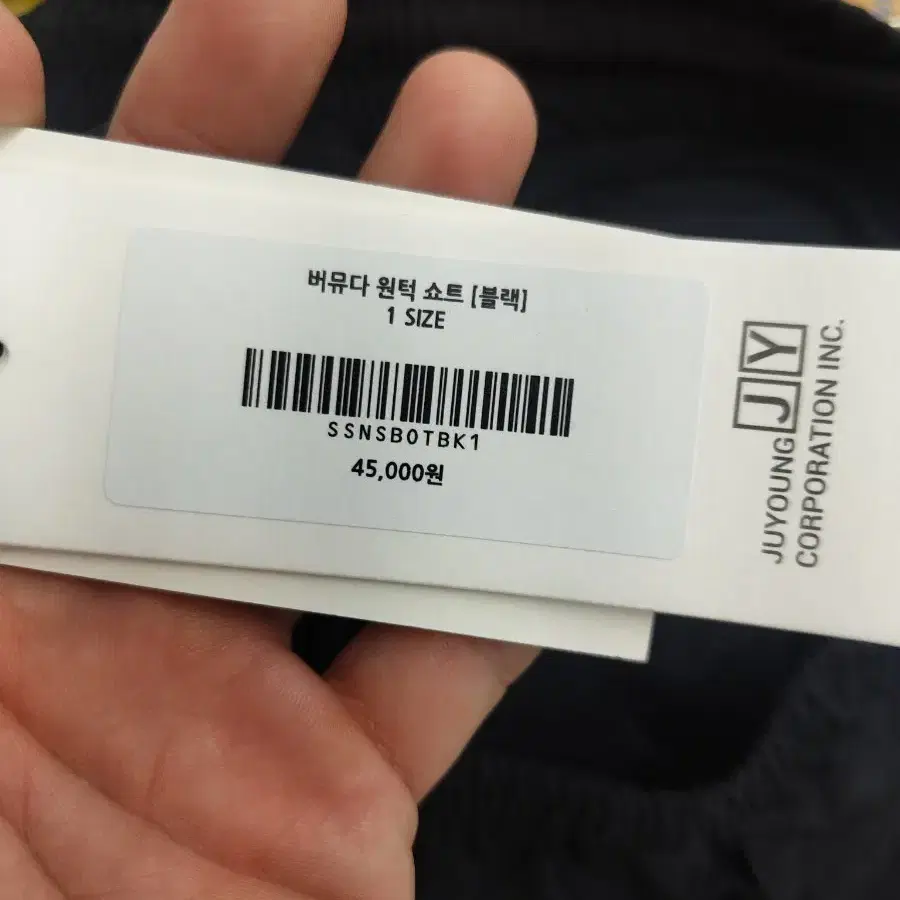 버뮤다 원턱 쇼트 [블랙]
1 SIZE
SSNSB0TBK1
45,000원
JY
JUYOUNG
CORPORATION INC.